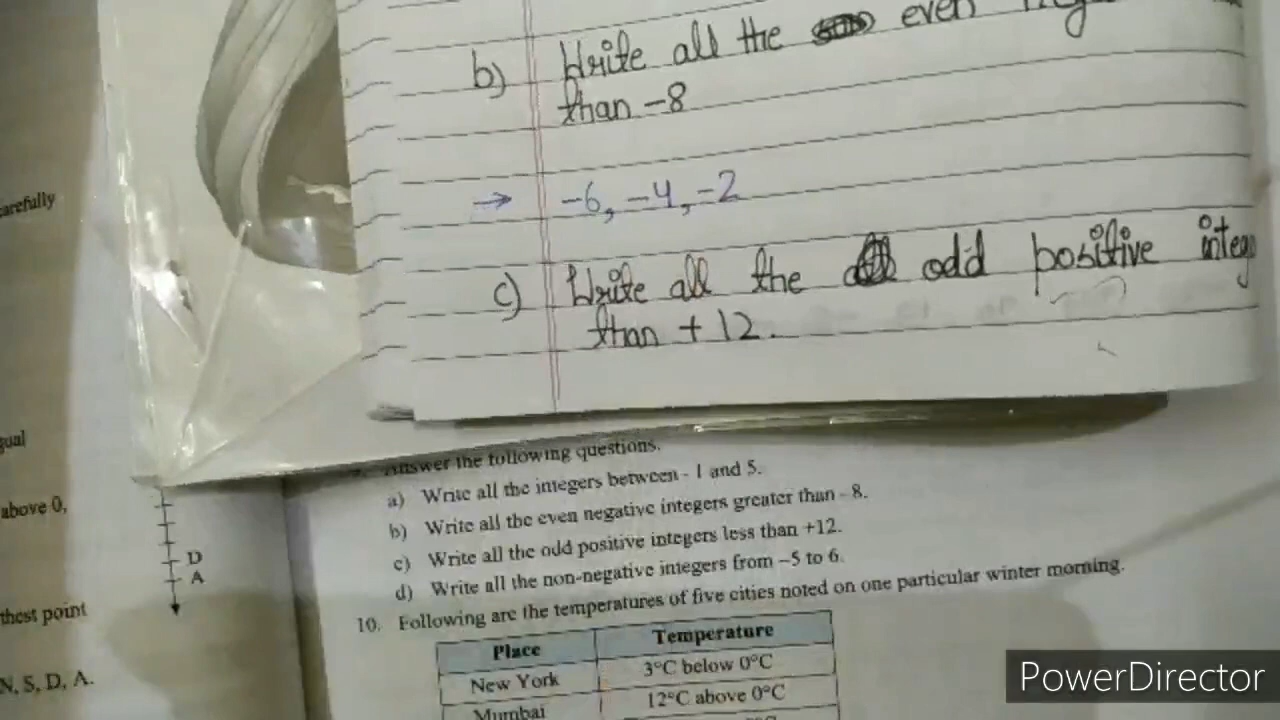 b) Write all the even
than -8
→ -6, -4, -2
c) Write all the odd positive
than + 12.
arefully
above 0,
D
A
thest point
N, S, D, A.
Answer the following questions.
a) Write all the integers between - 1 and 5.
b) Write all the even negative integers greater than - 8.
c) Write all the odd positive integers less than +12.
d) Write all the non-negative integers from -5 to 6.
10. Following are the temperatures of five cities noted on one particular winter morning.
Place Temperature
New York 3°C below 0°C
Mumbai 12°C above 0°C
PowerDirector